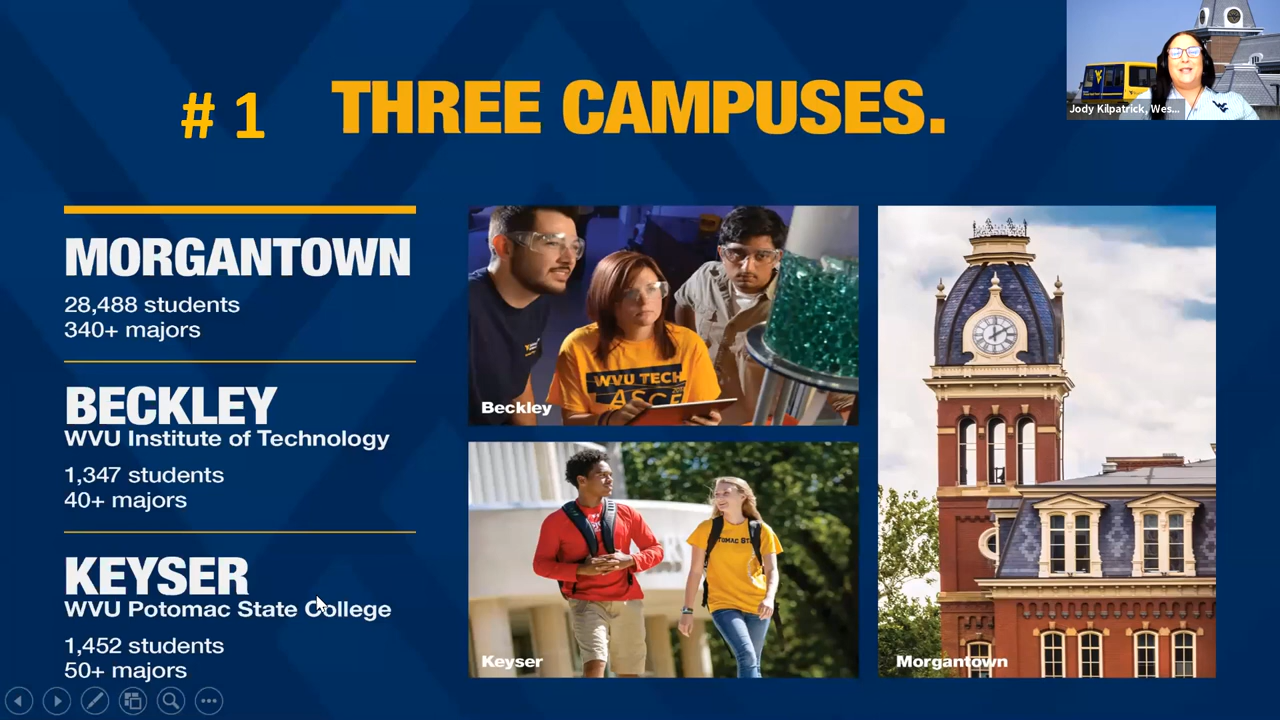 # 1 THREE CAMPUSES.
Jody Kilpatrick, Wes...
MORGANTOWN
28,488 students
340+ majors
BECKLEY
WVU Institute of Technology
1,347 students
40+ majors
KEYSER
WVU Potomac State College
1,452 students
50+ majors
WVU TECH
ASCE
Beckley
Keyser
Morgantown